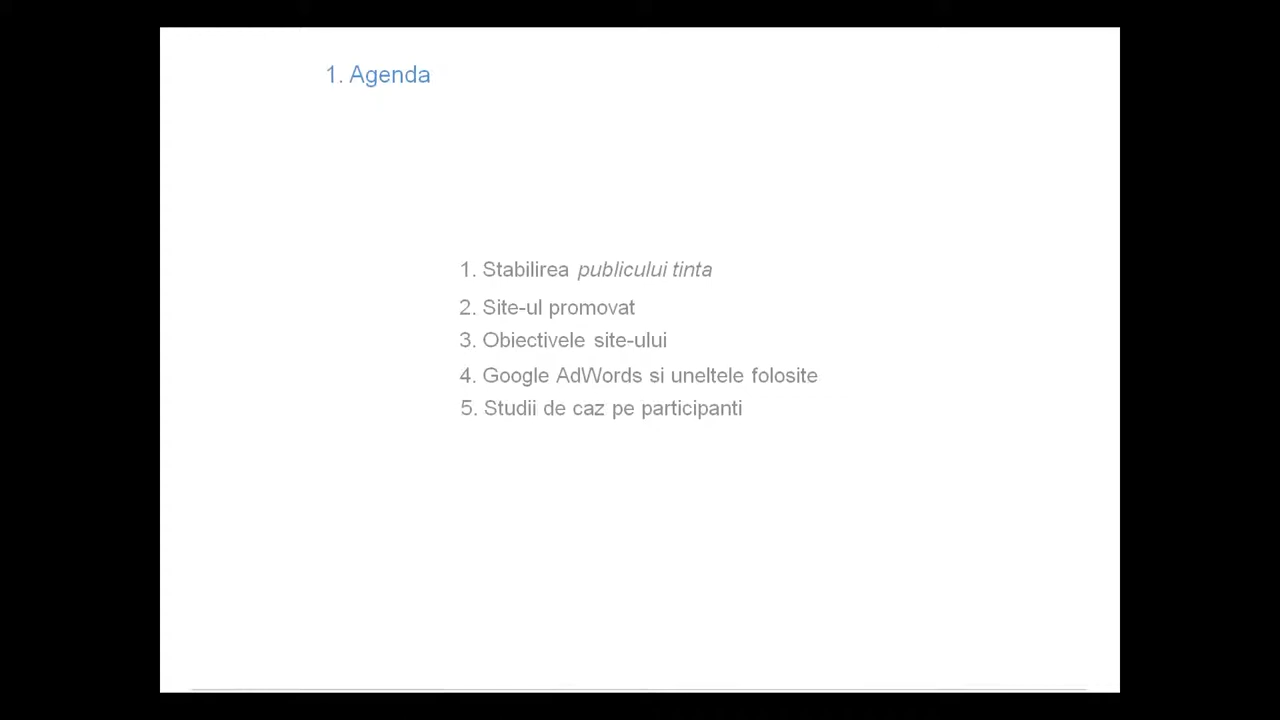 1. Agenda
1. Stabilirea publicului tinta
2. Site-ul promovat
3. Obiectivele site-ului
4. Google AdWords si uneltele folosite
5. Studii de caz pe participanti